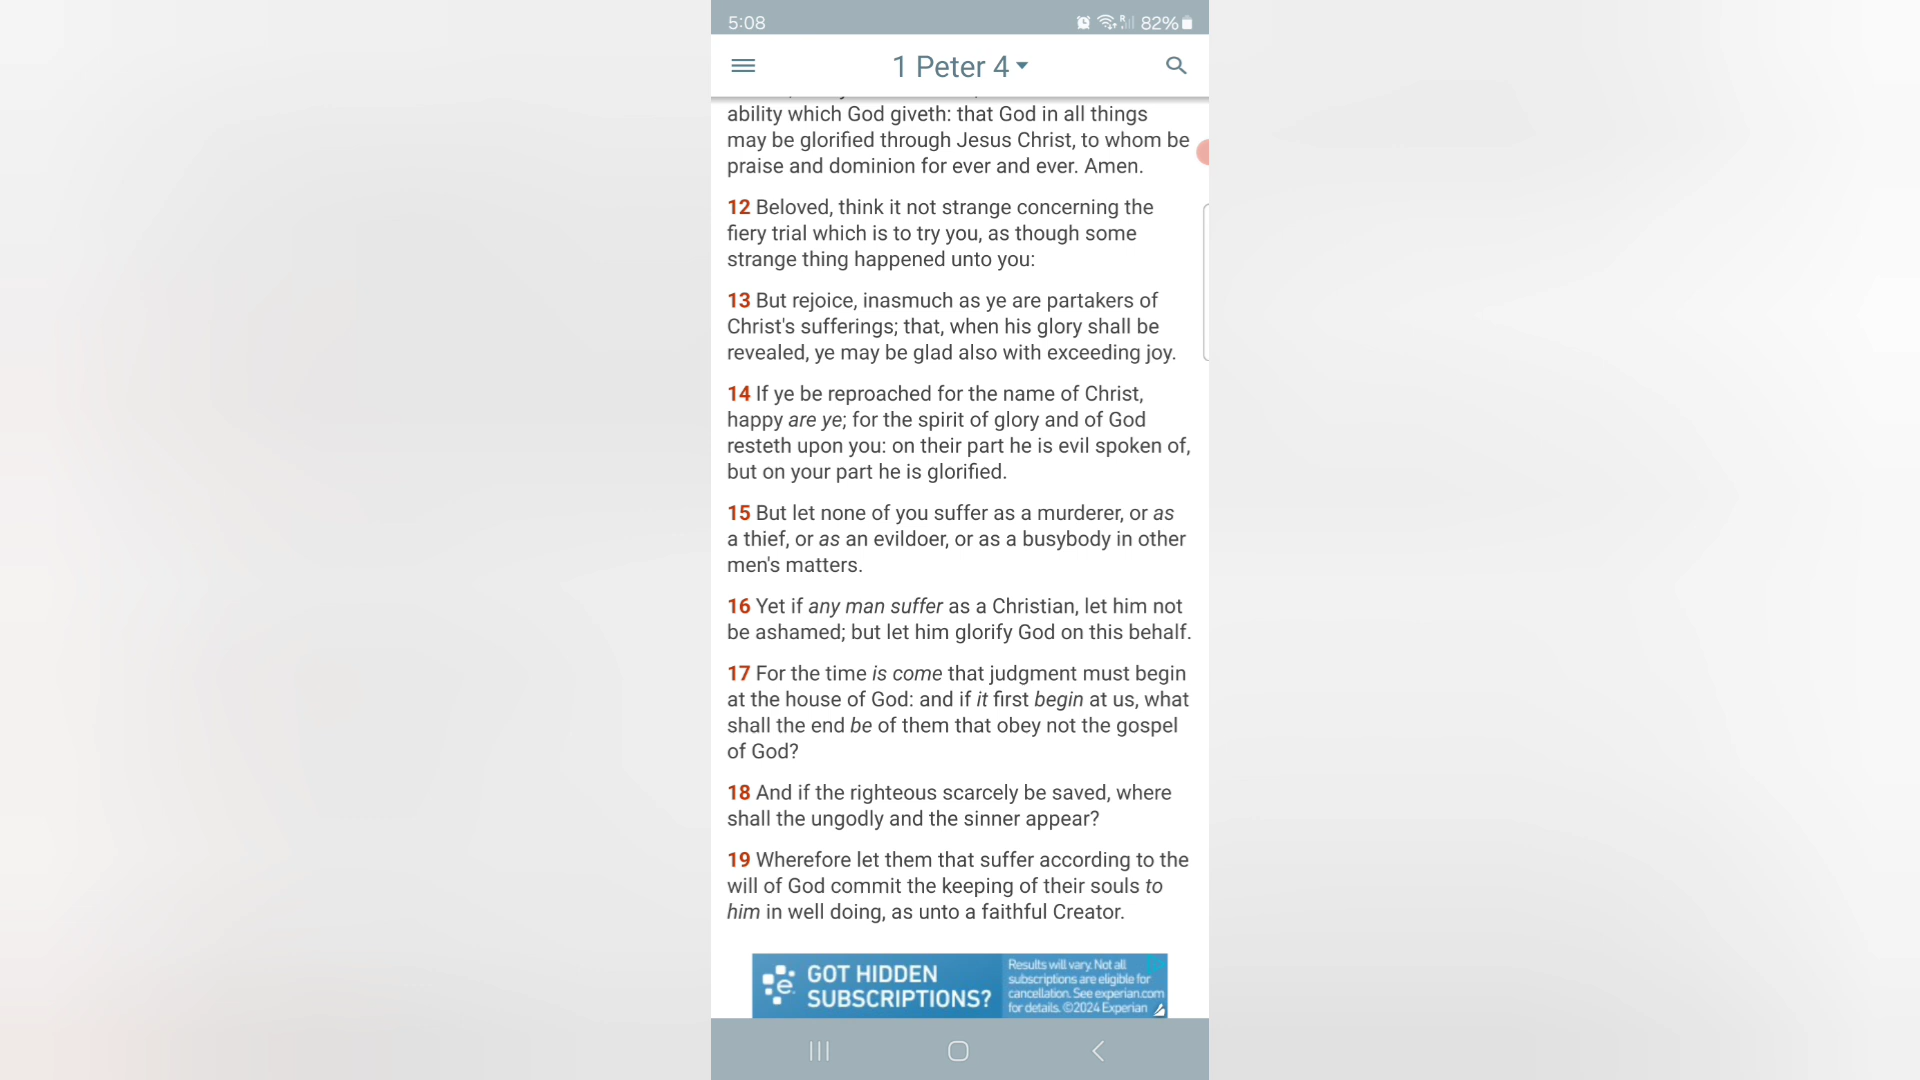 5:08
R
82%
1 Peter 4
ability which God giveth: that God in all things
may be glorified through Jesus Christ, to whom be
praise and dominion for ever and ever. Amen.
12 Beloved, think it not strange concerning the
fiery trial which is to try you, as though some
strange thing happened unto you:
13 But rejoice, inasmuch as ye are partakers of
Christ's sufferings; that, when his glory shall be
revealed, ye may be glad also with exceeding joy.
14 If ye be reproached for the name of Christ,
happy are ye; for the spirit of glory and of God
resteth upon you: on their part he is evil spoken of,
but on your part he is glorified.
15 But let none of you suffer as a murderer, or as
a thief, or as an evildoer, or as a busybody in other
men's matters.
16 Yet if any man suffer as a Christian, let him not
be ashamed; but let him glorify God on this behalf.
17 For the time is come that judgment must begin
at the house of God: and if it first begin at us, what
shall the end be of them that obey not the gospel
of God?
18 And if the righteous scarcely be saved, where
shall the ungodly and the sinner appear?
19 Wherefore let them that suffer according to the
will of God commit the keeping of their souls to
him in well doing, as unto a faithful Creator.
e.
GOT HIDDEN
SUBSCRIPTIONS?
Results will vary. Not all
subscriptions are eligible for
cancellation. See experian.com
for details. ©2024 Experian